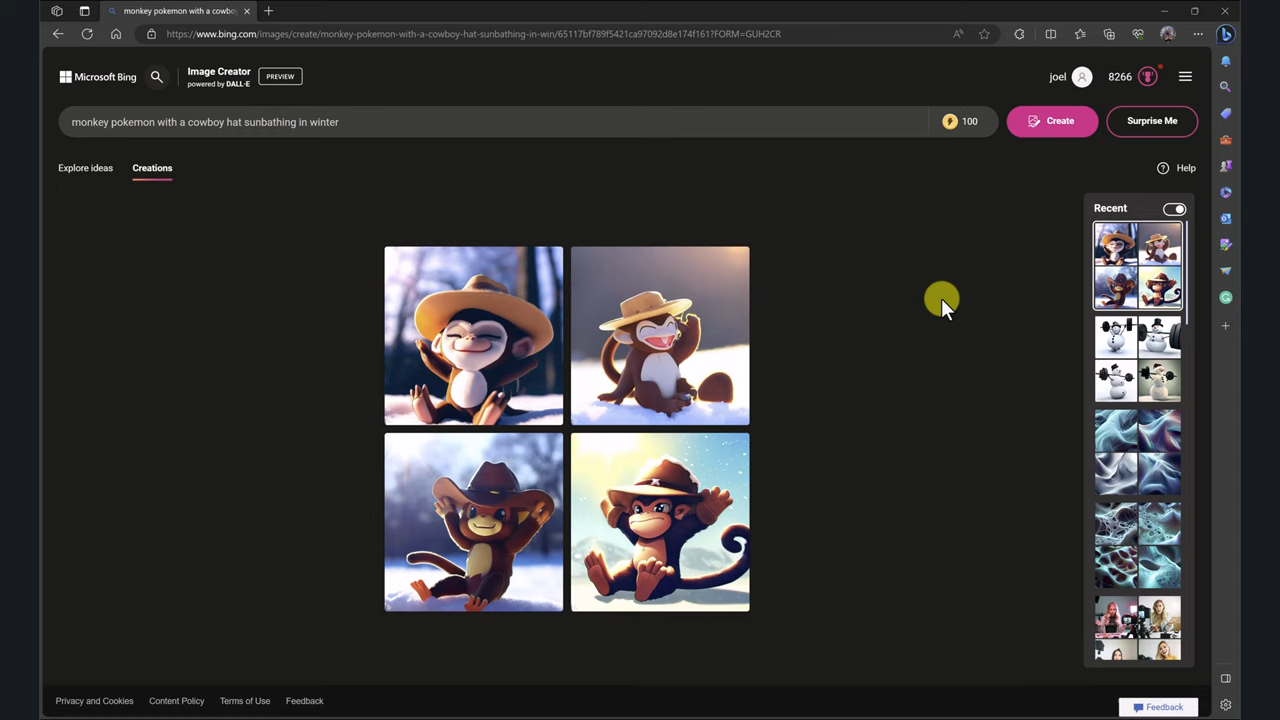 monkey pokemon with a cowbo
https://www.bing.com/images/create/monkey-pokemon-with-a-cowboy-hat-sunbathing-in-win/65117bf789f5421ca97092d8e174f161?FORM=GUH2CR
Microsoft Bing
Image Creator
powered by DALL·E
PREVIEW
joel
8266
monkey pokemon with a cowboy hat sunbathing in winter
100
Create
Surprise Me
Explore ideas
Creations
Help
Recent
Privacy and Cookies
Content Policy
Terms of Use
Feedback
Feedback